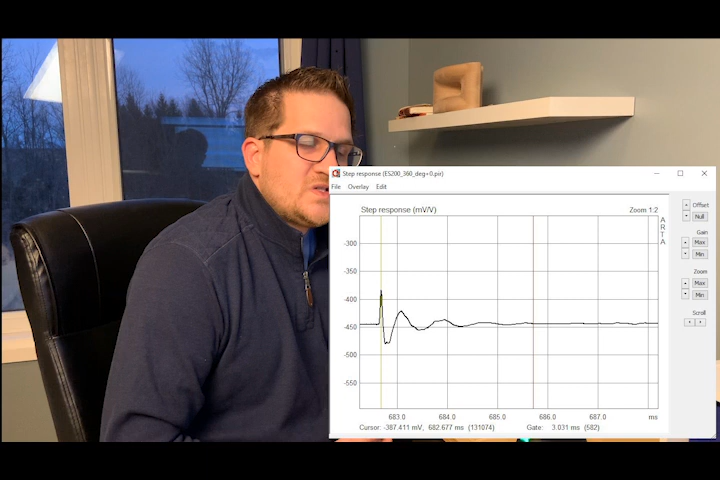 Step response (ES200_360_deg+0.pir)
File Overlay Edit
Step response (mV/V)
Zoom 1:2
A
R
T
A
Offset
Null
Gain
Max
Min
Zoom
Max
Min
Scroll
-300
-350
-400
-450
-500
-550
683.0 684.0 685.0 686.0 687.0 ms
Cursor: -387.411 mV, 682.677 ms (131074) Gate: 3.031 ms (582)